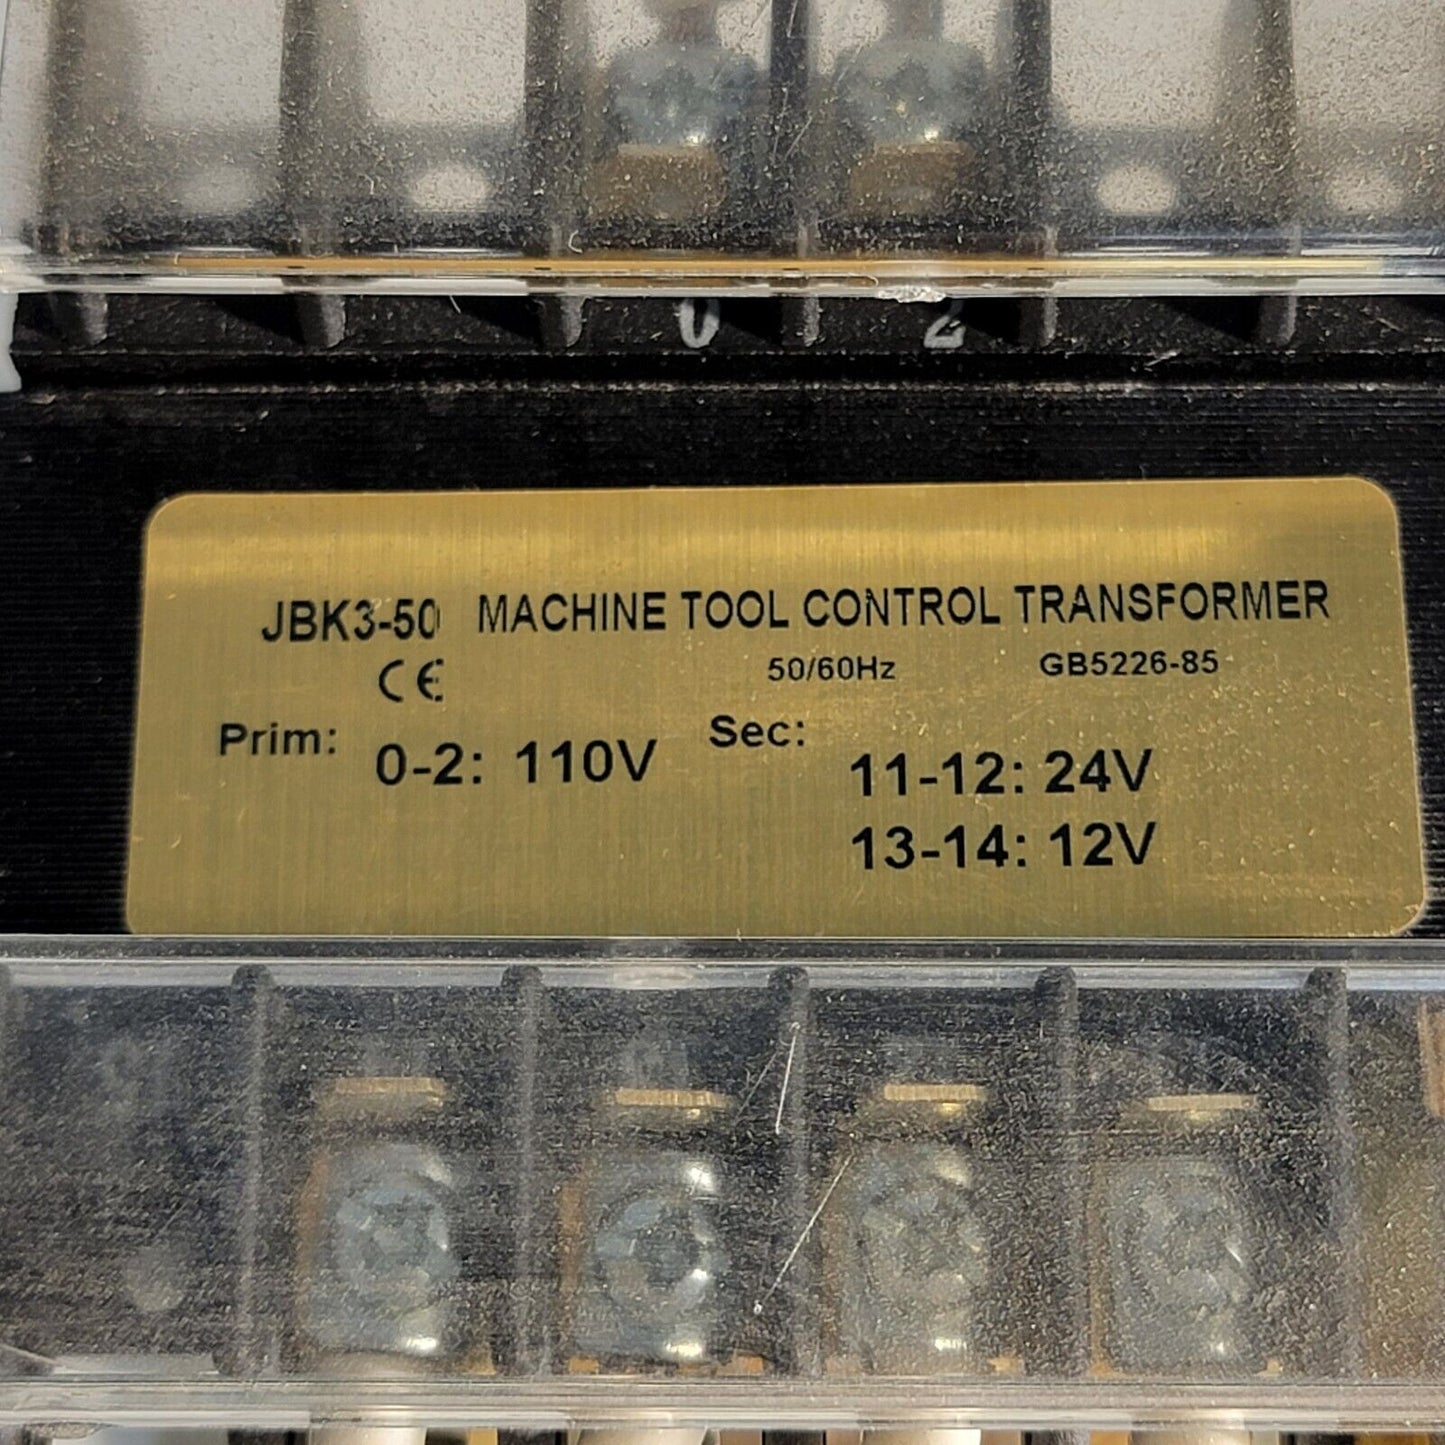 0 2
JBK3-50 MACHINE TOOL CONTROL TRANSFORMER
CE 50/60Hz GB5226-85
Prim: Sec:
0-2: 110V 11-12: 24V
13-14: 12V